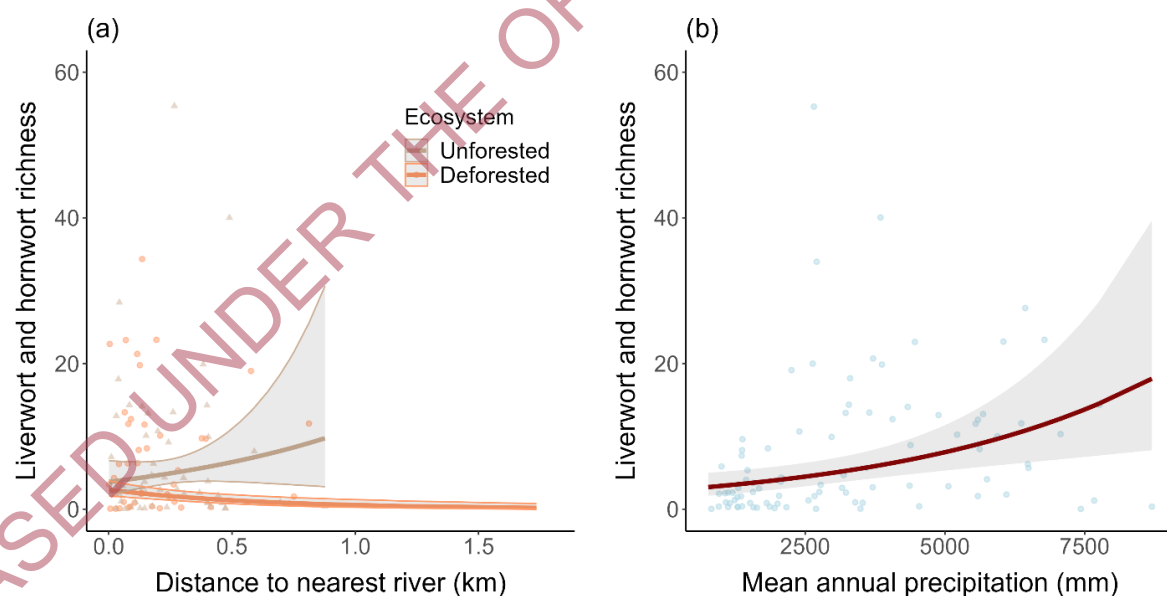 (a)
Liverwort and hornwort richness
60
40
20
0
Ecosystem
Unforested
Deforested
0.0
0.5
1.0
1.5
Distance to nearest river (km)
(b)
Liverwort and hornwort richness
60
40
20
0
2500
5000
7500
Mean annual precipitation (mm)
ASED UNDER THE OF